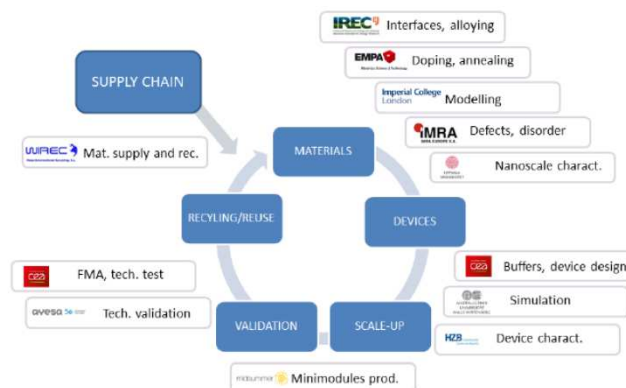 IREC
Interfaces, alloying
EMPA
Doping, annealing
SUPPLY CHAIN
Imperial College
London
Modelling
IMRA
Defects, disorder
WIREC
Mat. supply and rec.
MATERIALS
Nanoscale charact.
RECYLING/REUSE
DEVICES
cea
FMA, tech. test
cea
Buffers, device design
avesa
Tech. validation
Simulation
VALIDATION
SCALE-UP
HZB
Device charact.
midsummer
Minimodules prod.